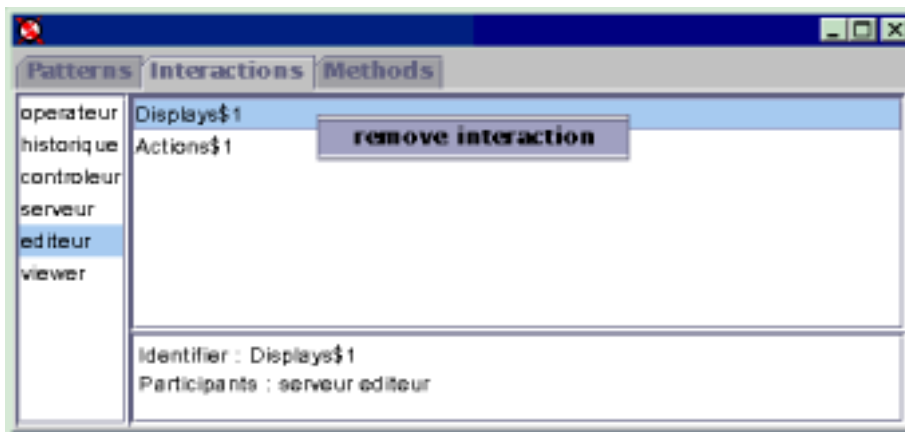 Patterns Interactions Methods
operateur
historique
controleur
serveur
editeur
viewer
Displays$1
Actions$1
remove interaction
Identifier : Displays$1
Participants : serveur editeur